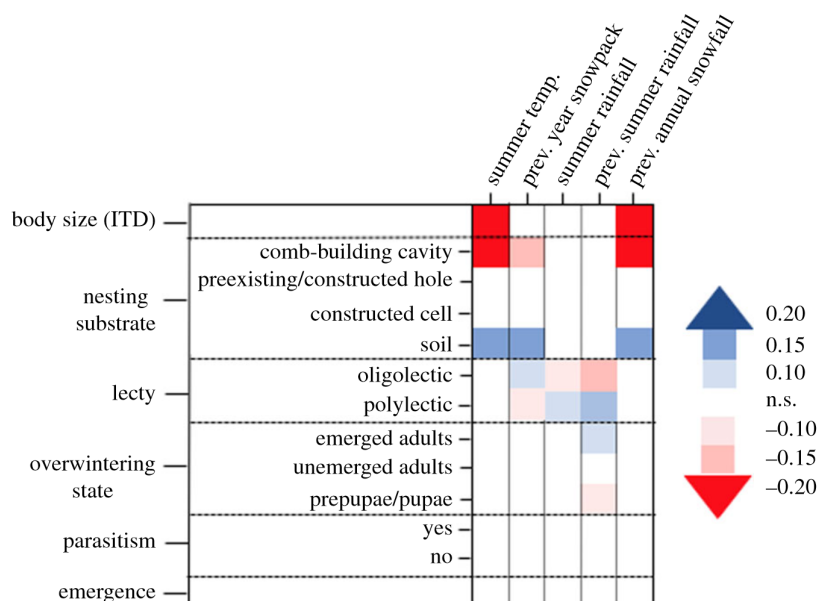 summer temp.
prev. year snowpack
summer rainfall
prev. summer rainfall
prev. annual snowfall
body size (ITD)
nesting
substrate
comb-building cavity
preexisting/constructed hole
constructed cell
soil
lecty
oligolectic
polylectic
overwintering
state
emerged adults
unemerged adults
prepupae/pupae
parasitism
yes
no
emergence
0.20
0.15
0.10
n.s.
–0.10
–0.15
–0.20